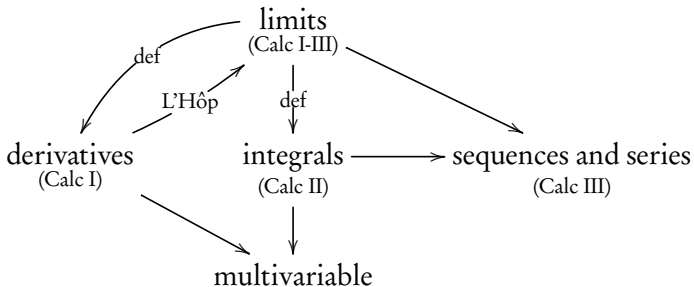 limits
(Calc I-III)
def
L'Hôp
def
derivatives
(Calc I)
integrals
(Calc II)
sequences and series
(Calc III)
multivariable